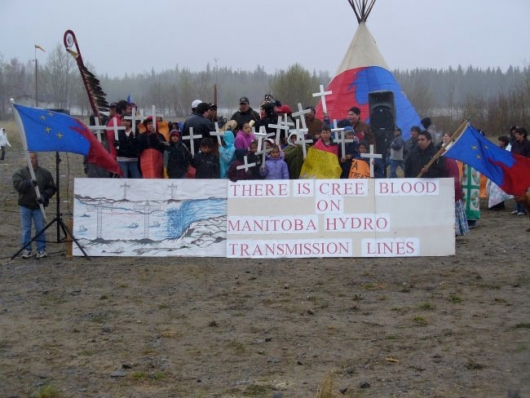 THERE IS CREE BLOOD
ON
MANITOBA HYDRO
TRANSMISSION LINES